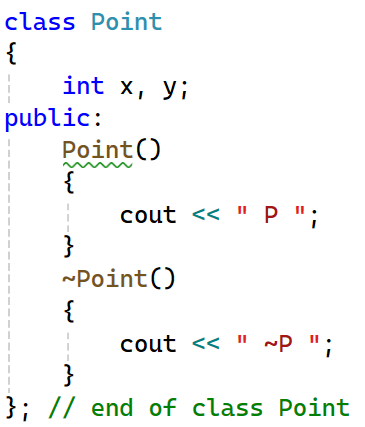 class Point
{
    int x, y;
public:
    Point()
    {
        cout << " P ";
    }
    ~Point()
    {
        cout << " ~P ";
    }
}; // end of class Point